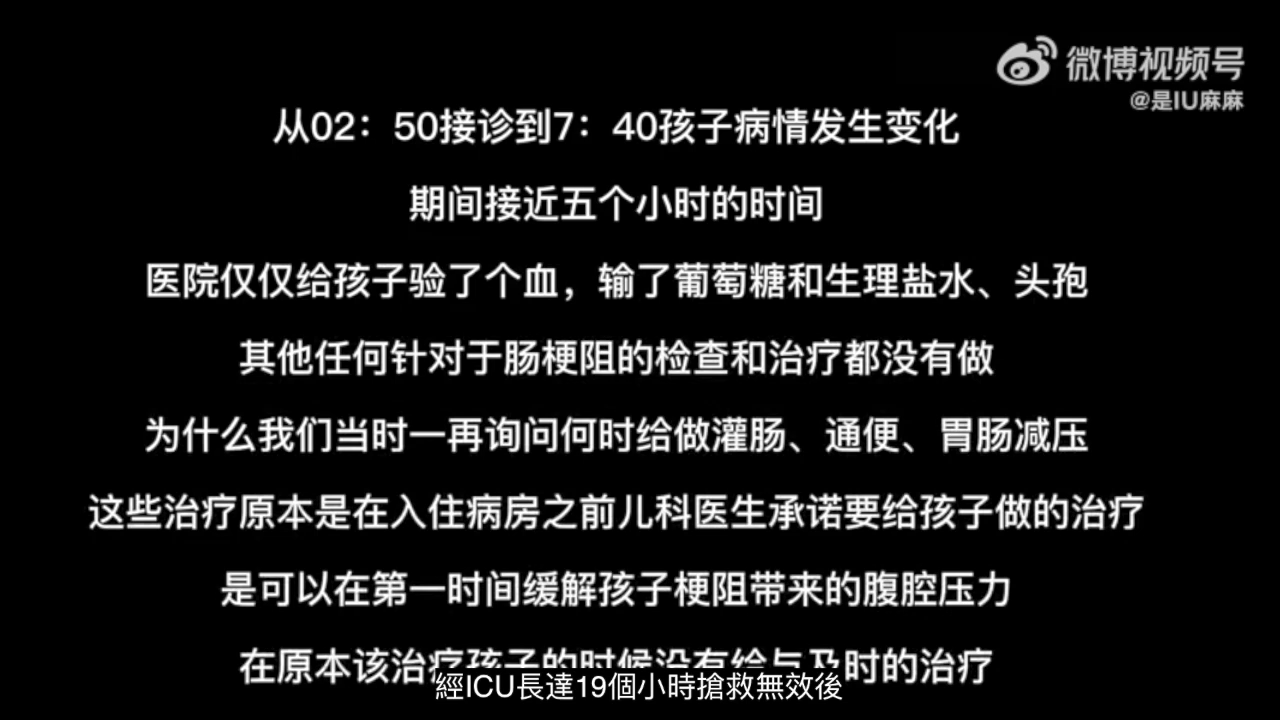 微博视频号
@是IU麻麻
从02：50接诊到7：40孩子病情发生变化
期间接近五个小时的时间
医院仅仅给孩子验了个血，输了葡萄糖和生理盐水、头孢
其他任何针对于肠梗阻的检查和治疗都没有做
为什么我们当时一再询问何时给做灌肠、通便、胃肠减压
这些治疗原本是在入住病房之前儿科医生承诺要给孩子做的治疗
是可以在第一时间缓解孩子梗阻带来的腹腔压力
在原本该治疗孩子的时候没有给与及时的治疗
經ICU長達19個小時搶救無效後